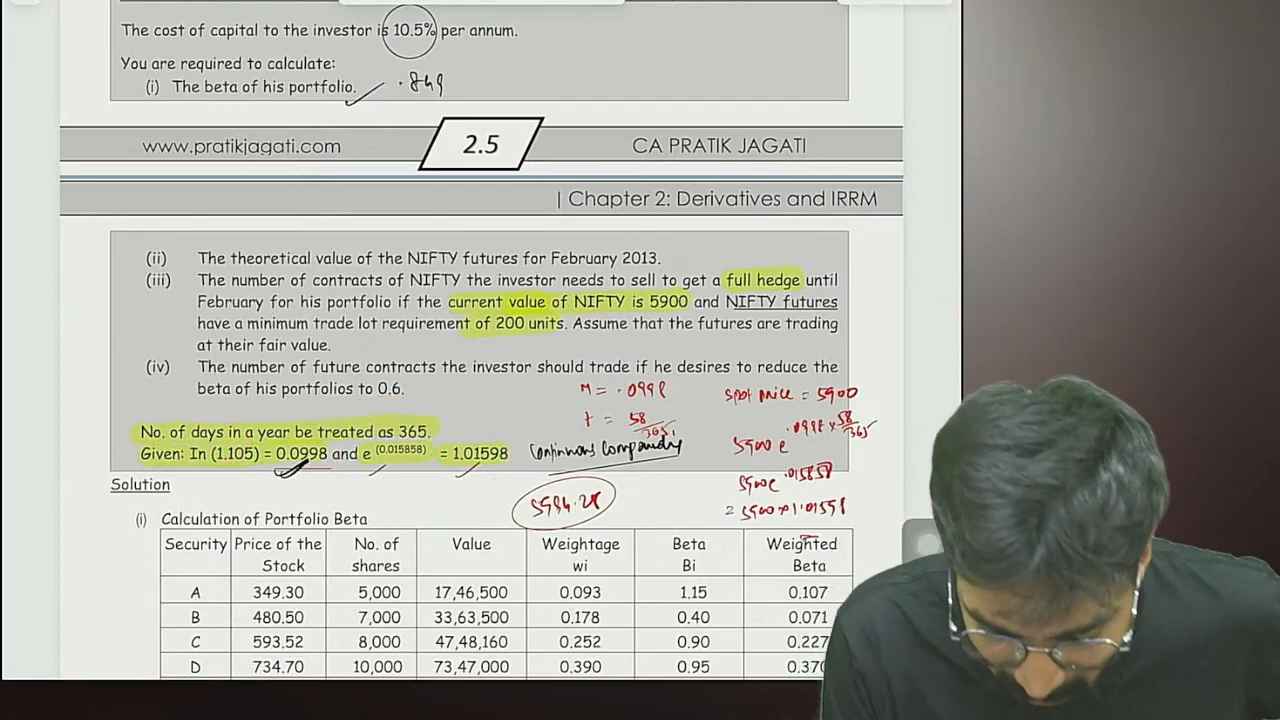 The cost of capital to the investor is 10.5% per annum.
You are required to calculate:
(i) The beta of his portfolio. .849
www.pratikjagati.com 2.5 CA PRATIK JAGATI
| Chapter 2: Derivatives and IRRM
(ii) The theoretical value of the NIFTY futures for February 2013.
(iii) The number of contracts of NIFTY the investor needs to sell to get a full hedge until
February for his portfolio if the current value of NIFTY is 5900 and NIFTY futures
have a minimum trade lot requirement of 200 units. Assume that the futures are trading
at their fair value.
(iv) The number of future contracts the investor should trade if he desires to reduce the
beta of his portfolios to 0.6.
r = .0998 spot price = 5900
t = 58/365
5900 e .0998 × 58/365
No. of days in a year be treated as 365.
Given: In (1.105) = 0.0998 and e (0.015858) = 1.01598 Continuous Compounding
5900e .015858
Solution
5994.28 = 5900 × 1.01598
(i) Calculation of Portfolio Beta
Security Price of the No. of Value Weightage Beta Weighted
Stock shares wi Bi Beta
A 349.30 5,000 17,46,500 0.093 1.15 0.107
B 480.50 7,000 33,63,500 0.178 0.40 0.071
C 593.52 8,000 47,48,160 0.252 0.90 0.227
D 734.70 10,000 73,47,000 0.390 0.95 0.370